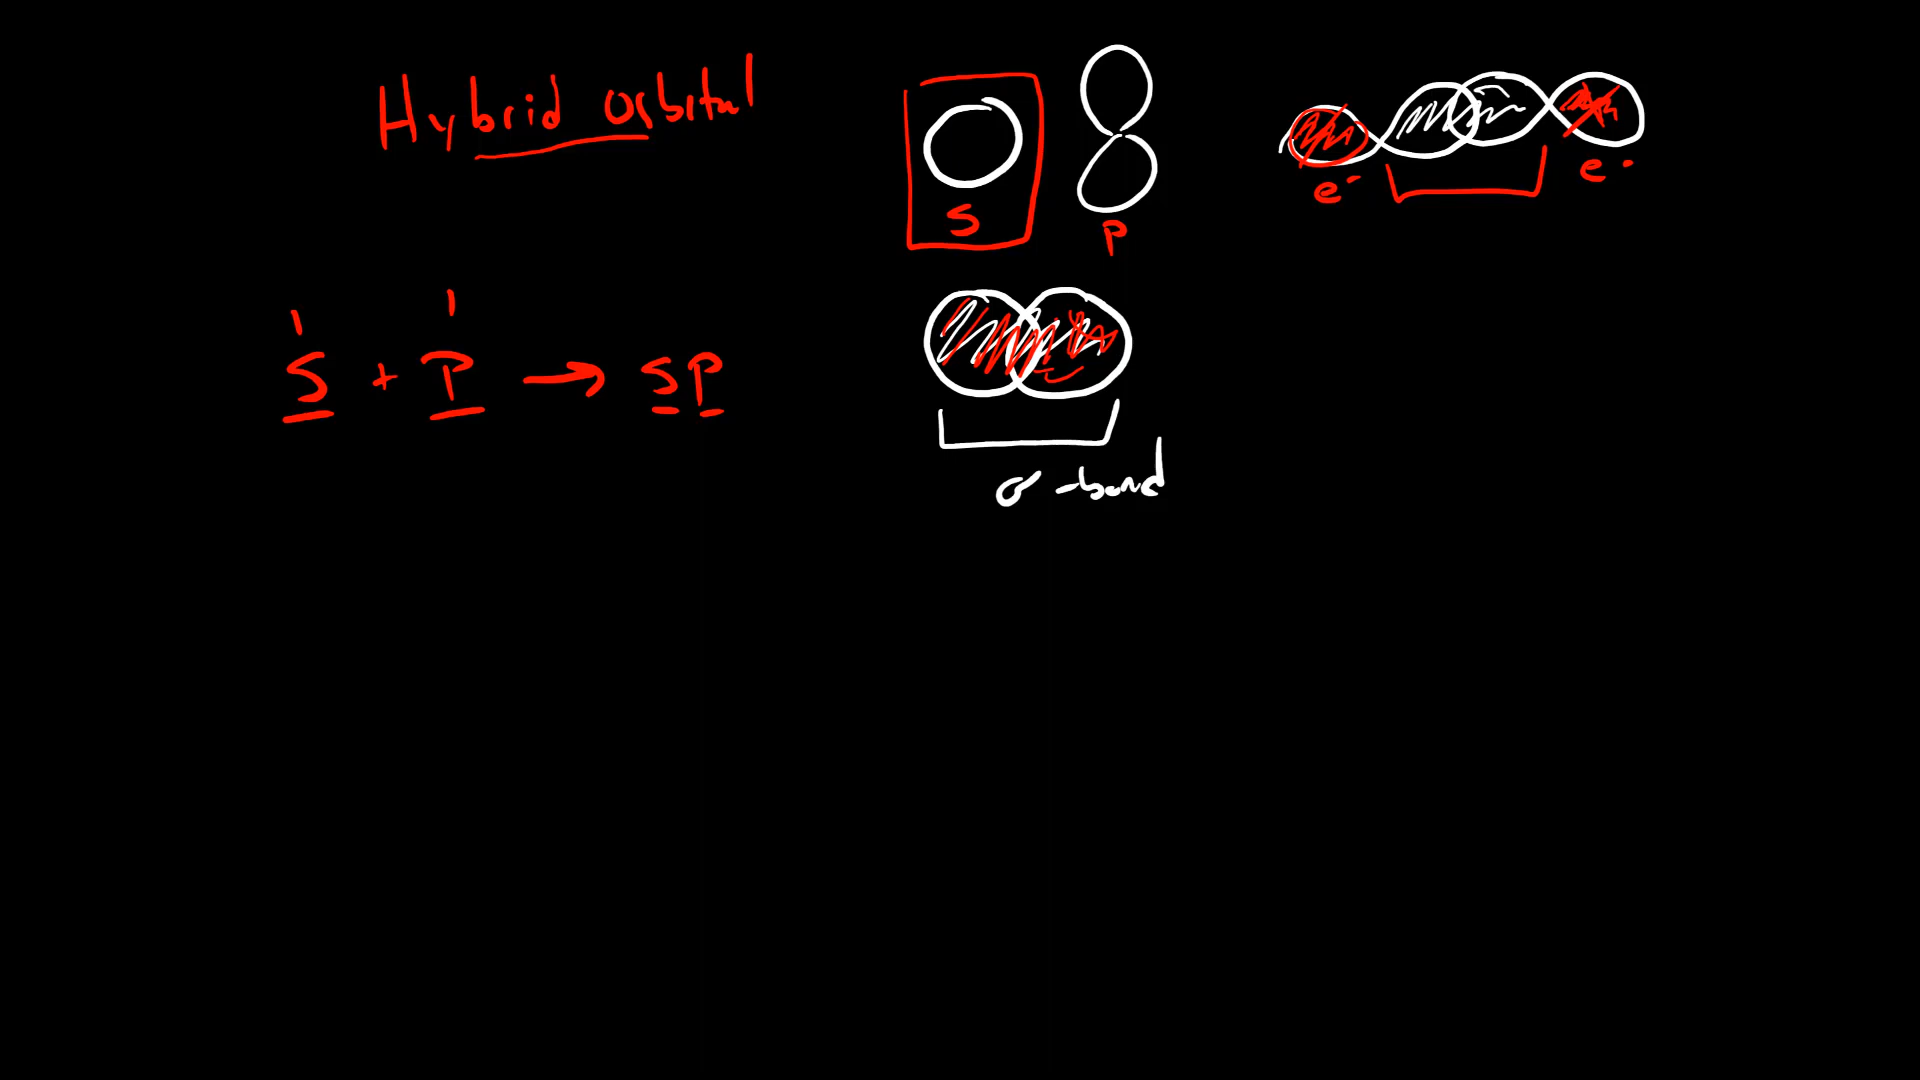 Hybrid orbital
S
P
e-
e-
1 1
S + P → SP
σ-bond